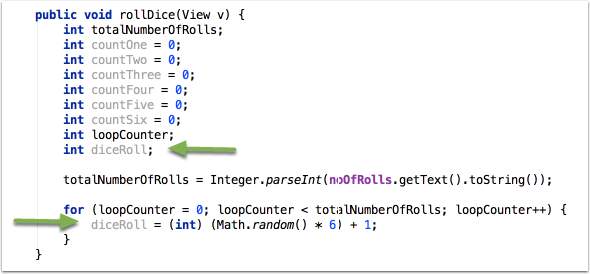 public void rollDice(View v) {
int totalNumberOfRolls;
int countOne = 0;
int countTwo = 0;
int countThree = 0;
int countFour = 0;
int countFive = 0;
int countSix = 0;
int loopCounter;
int diceRoll;
totalNumberOfRolls = Integer.parseInt(noOfRolls.getText().toString());
for (loopCounter = 0; loopCounter < totalNumberOfRolls; loopCounter++) {
diceRoll = (int) (Math.random() * 6) + 1;
}
}